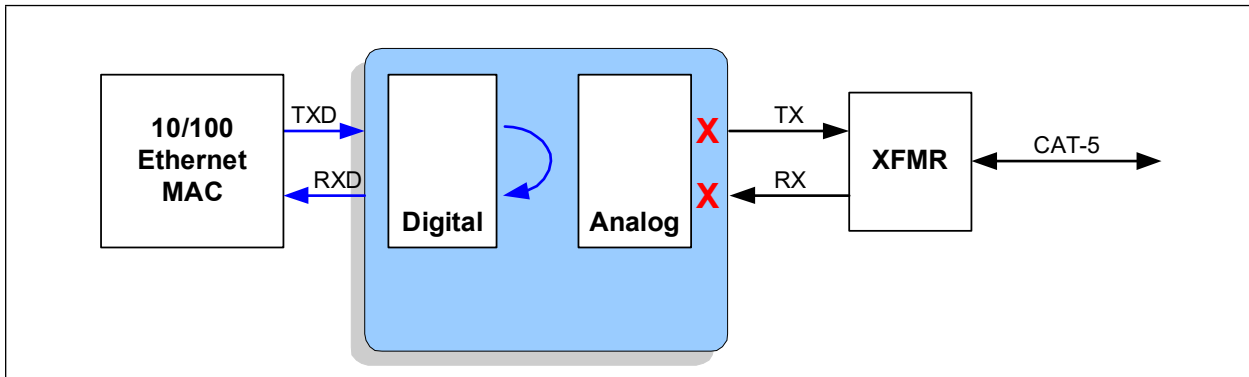 10/100
Ethernet
MAC
TXD
RXD
Digital
Analog
X
X
TX
RX
XFMR
CAT-5